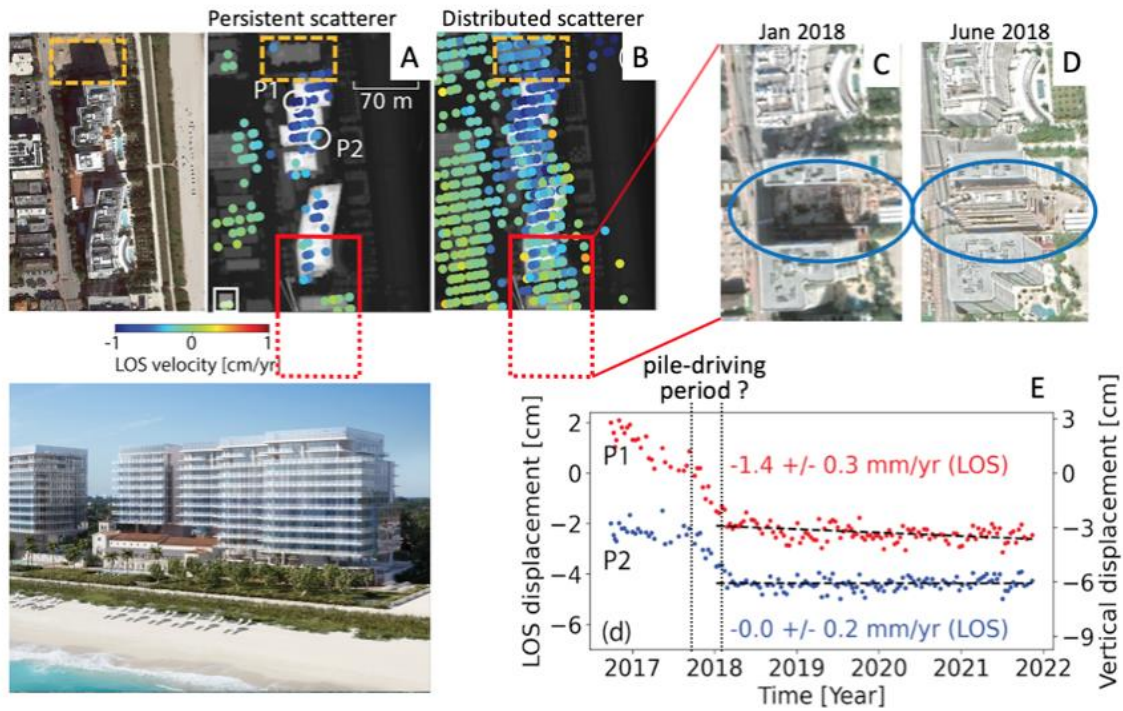 Persistent scatterer
Distributed scatterer
Jan 2018
June 2018
A
B
C
D
P1
70 m
P2
-1
0
1
LOS velocity [cm/yr]
pile-driving
period ?
E
LOS displacement [cm]
2
0
-2
-4
-6
P1
-1.4 +/- 0.3 mm/yr (LOS)
P2
-0.0 +/- 0.2 mm/yr (LOS)
(d)
3
0
-3
-6
-9
Vertical displacement [cm]
2017
2018
2019
2020
2021
2022
Time [Year]